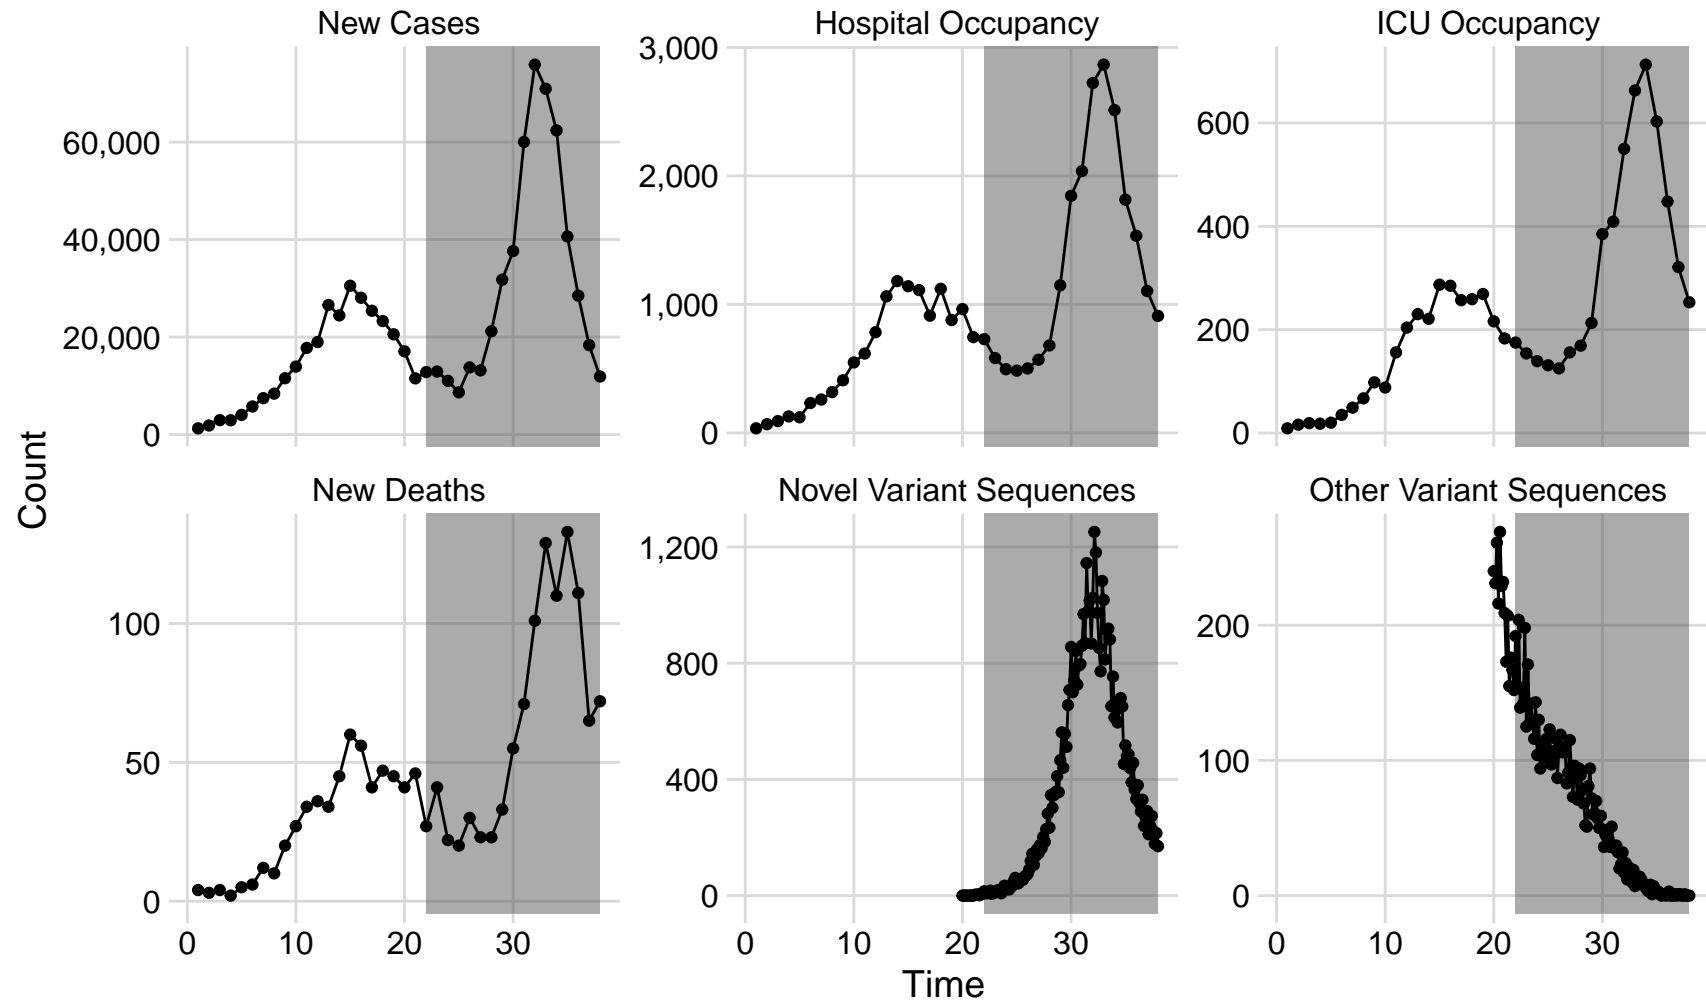 New Cases
Hospital Occupancy
ICU Occupancy
60,000
40,000
20,000
0
3,000
2,000
1,000
0
600
400
200
0
0 10 20 30
0 10 20 30
0 10 20 30
New Deaths
Novel Variant Sequences
Other Variant Sequences
100
50
0
1,200
800
400
0
200
100
0
Count
Time